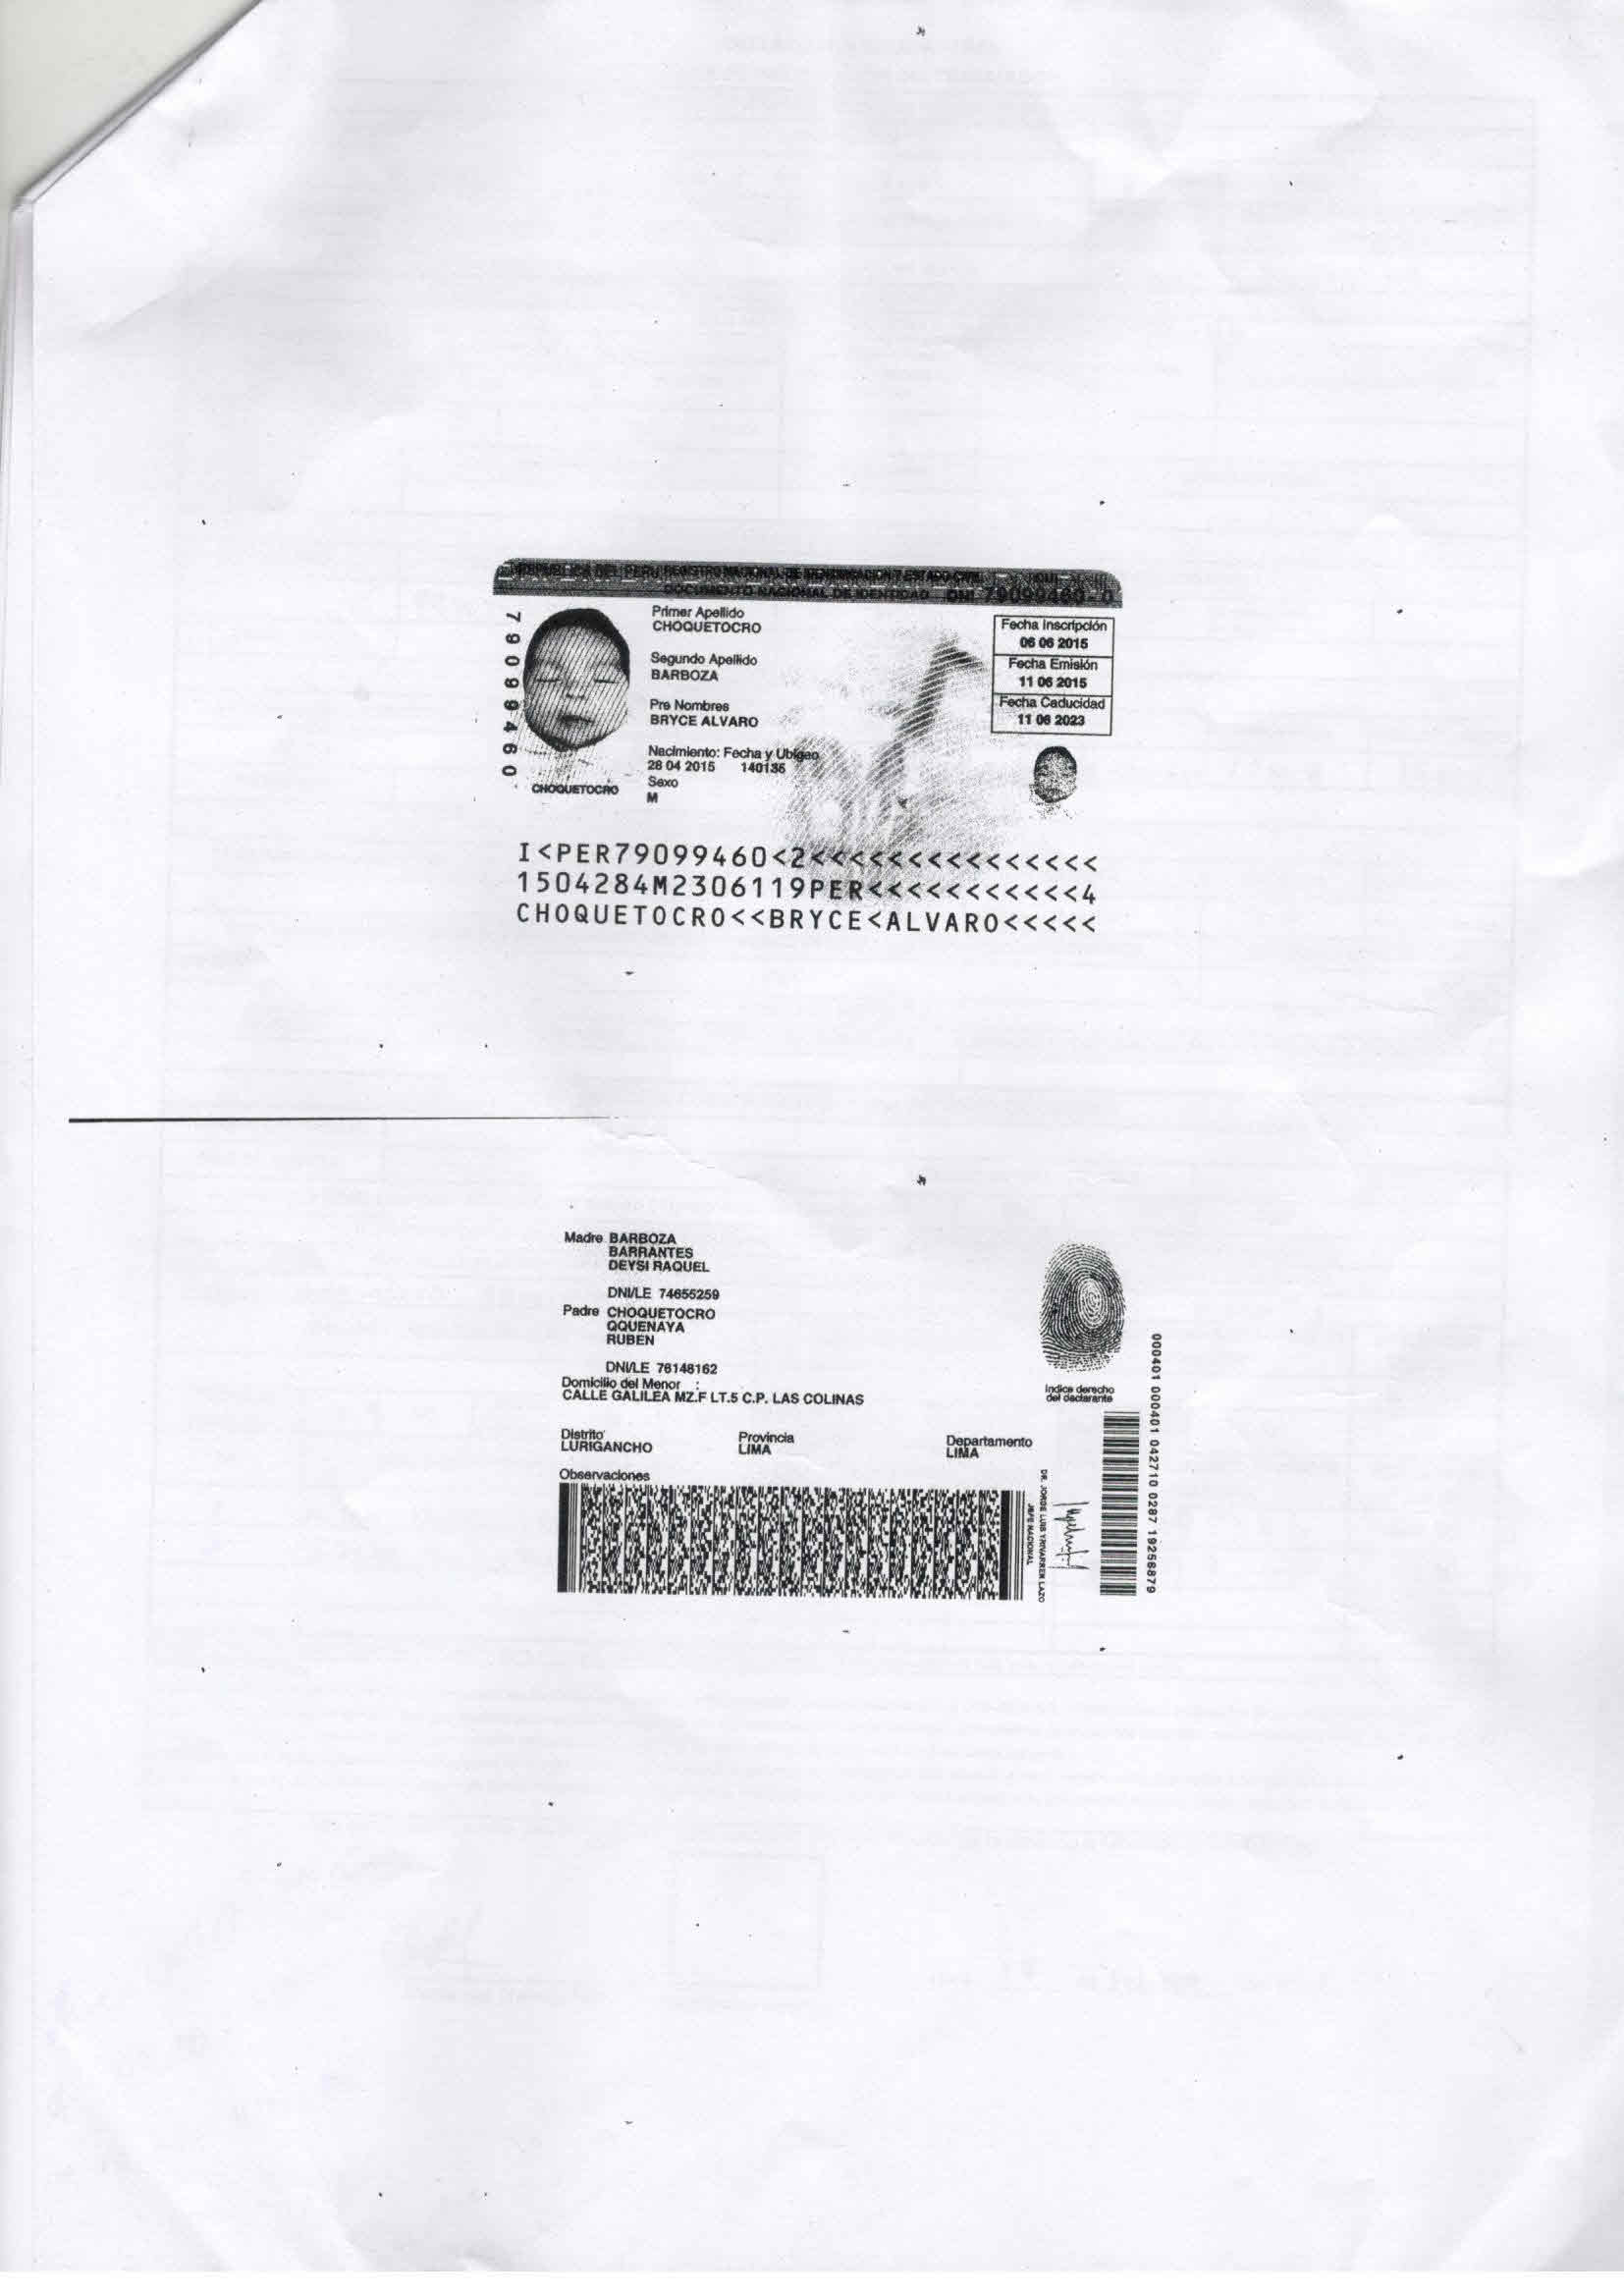 REPUBLICA DEL PERU REGISTRO NACIONAL DE IDENTIFICACION Y ESTADO CIVIL
DOCUMENTO NACIONAL DE IDENTIDAD 79099460-0
79099460
Primer Apellido
CHOQUETOCRO
Segundo Apellido
BARBOZA
Pre Nombres
BRYCE ALVARO
Nacimiento: Fecha y Ubigeo
28 04 2015 140136
Sexo
M
CHOQUETOCRO
Fecha Inscripción
06 06 2015
Fecha Emisión
11 06 2015
Fecha Caducidad
11 06 2023
I<PER79099460<2<<<<<<<<<<<<<<<<
1504284M2306119PER<<<<<<<<<<<4
CHOQUETOCRO<<BRYCE<ALVARO<<<<<
Madre BARBOZA
BARRANTES
DEYSI RAQUEL
DNI/LE 74655259
Padre CHOQUETOCRO
QQUENAYA
RUBEN
DNI/LE 76148162
Domicilio del Menor :
CALLE GALILEA MZ.F LT.5 C.P. LAS COLINAS
Indice derecho
del declarante
Distrito Provincia Departamento
LURIGANCHO LIMA LIMA
Observaciones
DR. JORGE LUIS YRIVARREN LAZO
JEFE NACIONAL
000401 000401 042710 0287 19256879